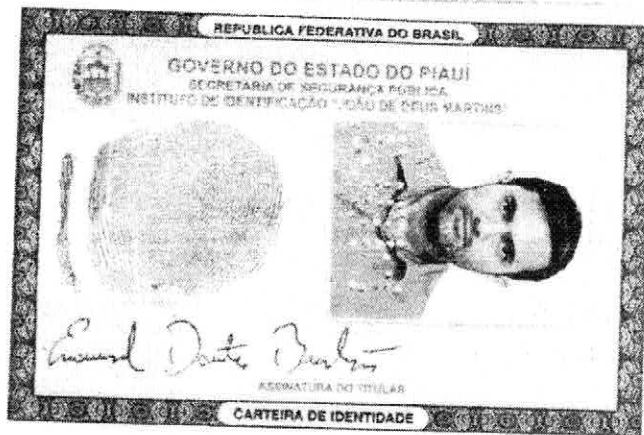 REPÚBLICA FEDERATIVA DO BRASIL
GOVERNO DO ESTADO DO PIAUÍ
SECRETARIA DE SEGURANÇA PÚBLICA
INSTITUTO DE IDENTIFICAÇÃO "JOÃO DE DEUS MARTINS"
ASSINATURA DO TITULAR
CARTEIRA DE IDENTIDADE